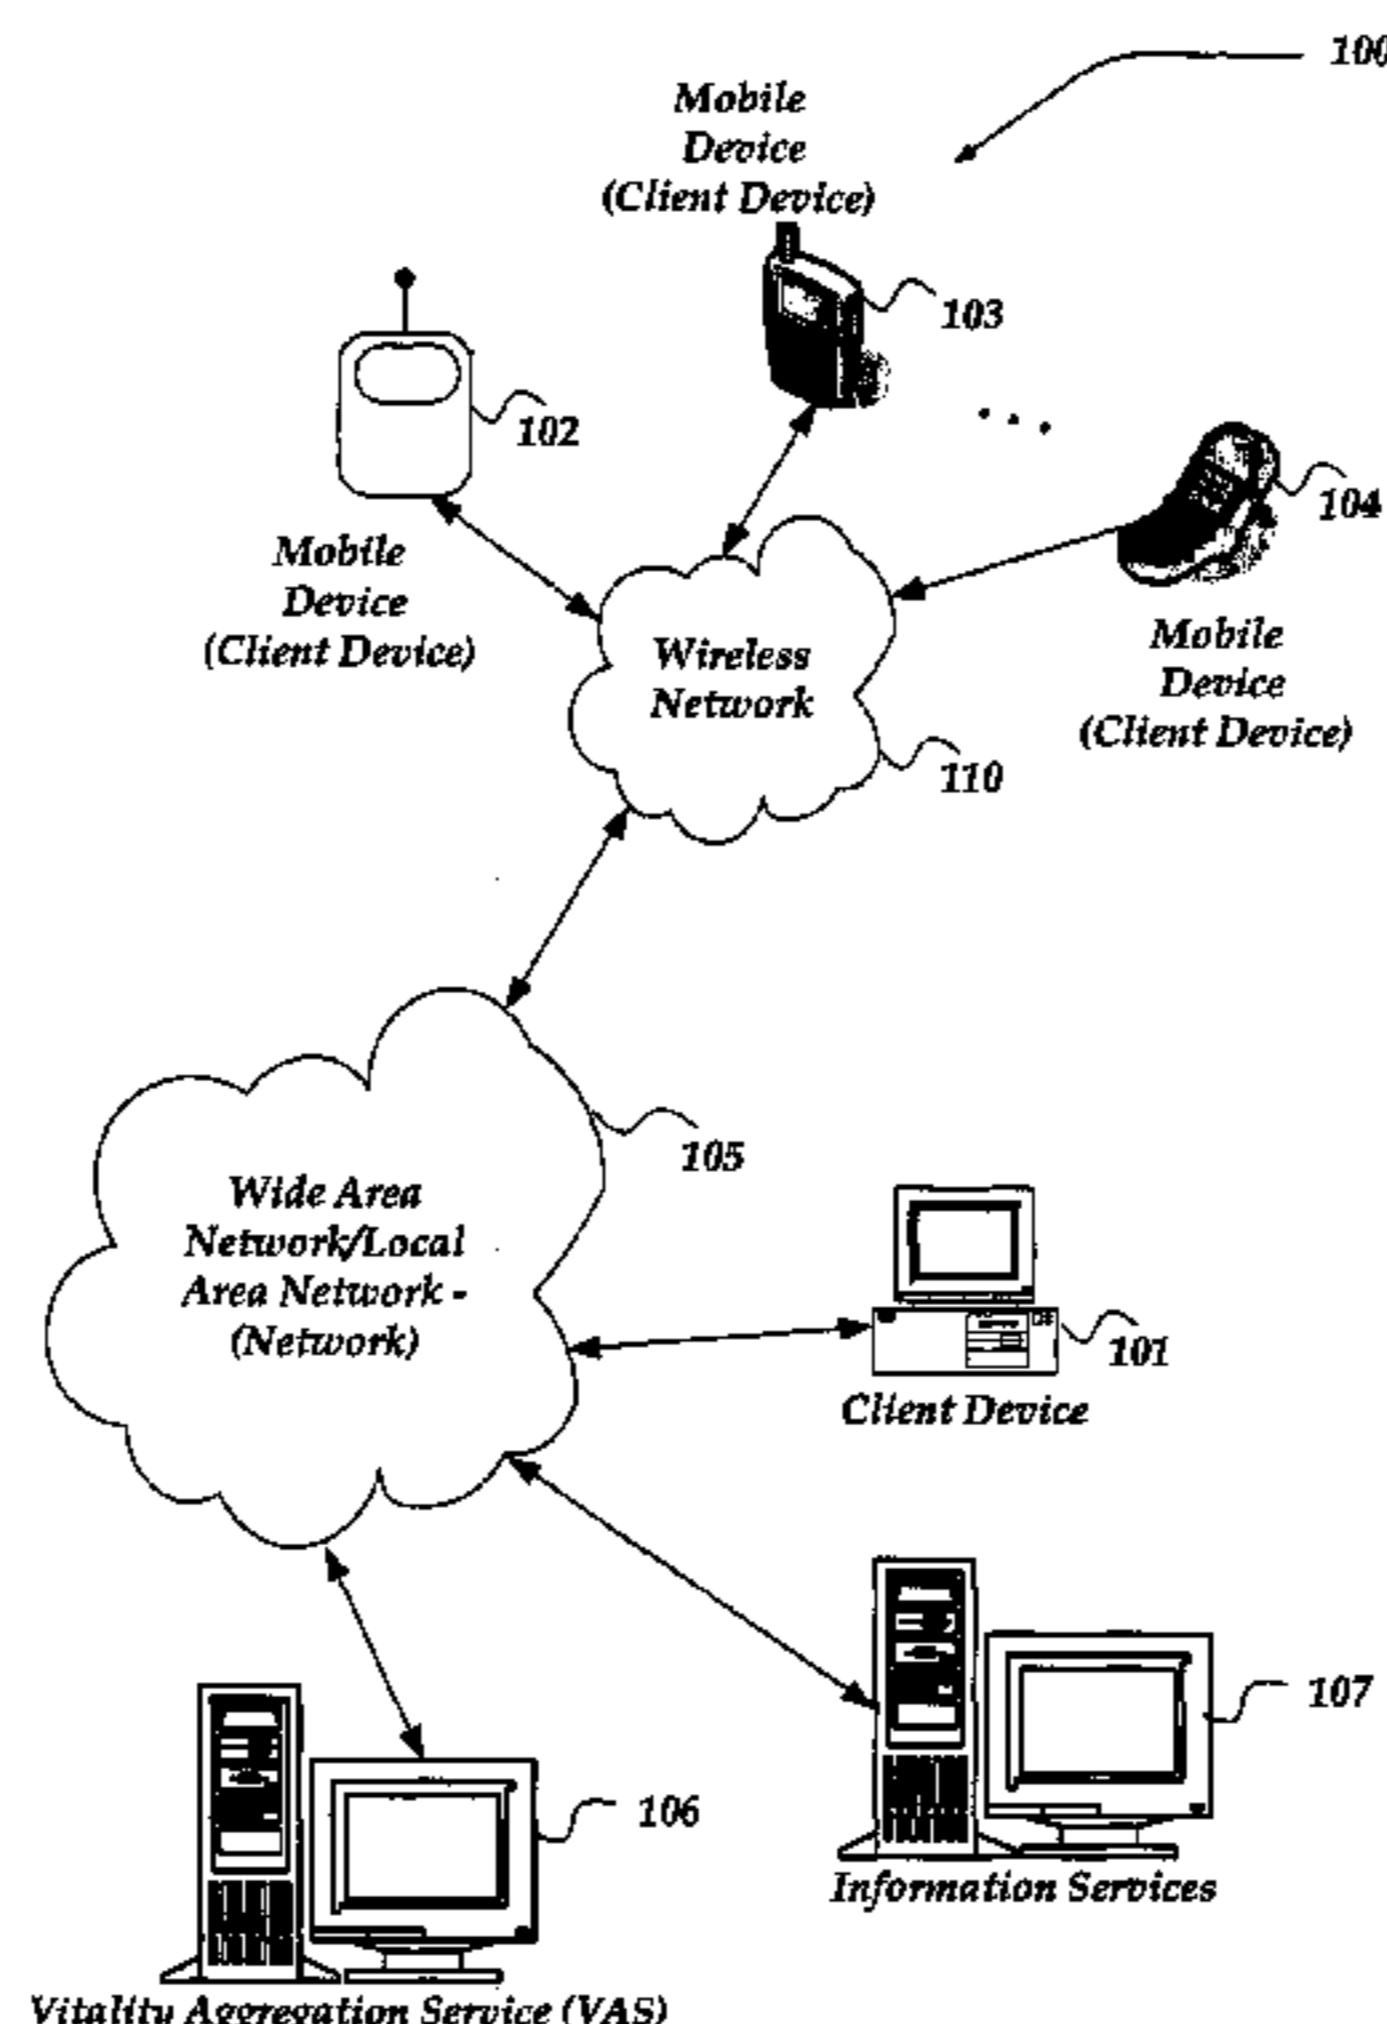 100
Mobile
Device
(Client Device)
103
102
104
Mobile
Device
(Client Device)
Mobile
Device
(Client Device)
Wireless
Network
110
105
Wide Area
Network/Local
Area Network -
(Network)
101
Client Device
107
106
Information Services
Vitality Aggregation Service (VAS)